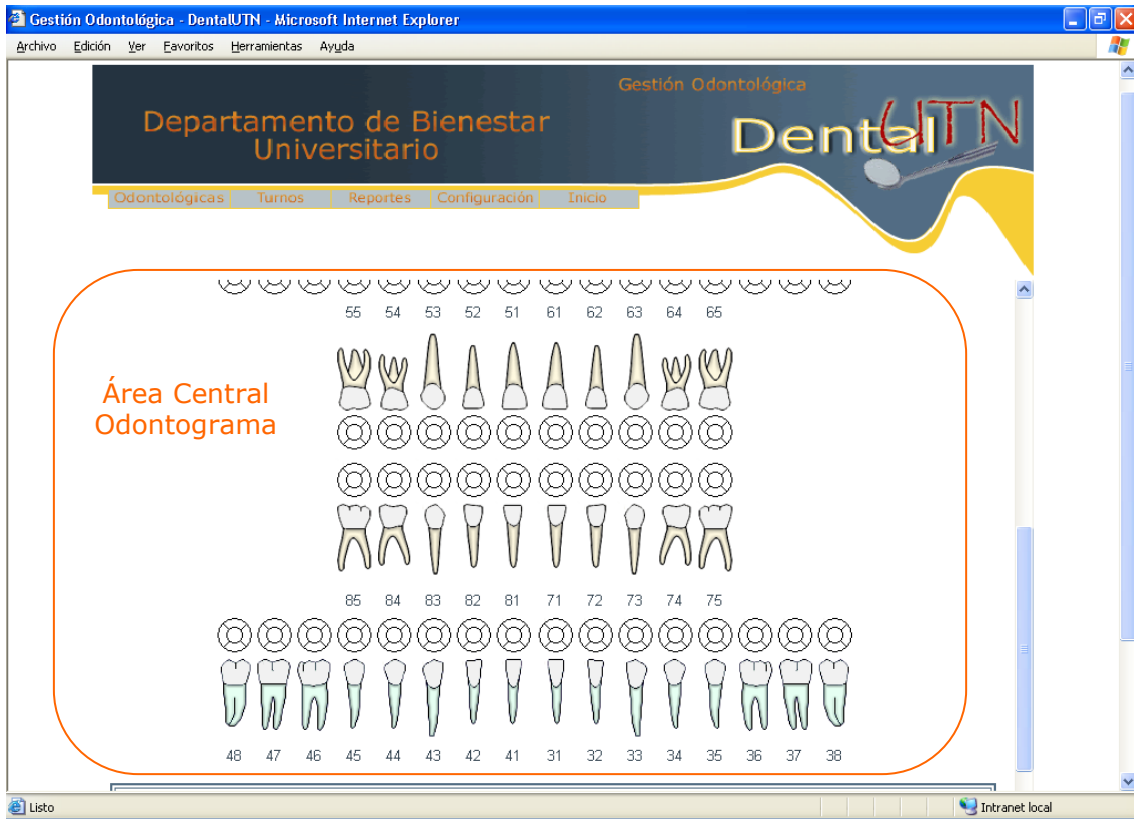 Gestión Odontológica - DentalUTN - Microsoft Internet Explorer
Archivo Edición Ver Favoritos Herramientas Ayuda
Gestión Odontológica
Departamento de Bienestar
Universitario
Dental UTN
Odontológicas Turnos Reportes Configuración Inicio
55 54 53 52 51 61 62 63 64 65
Área Central
Odontograma
85 84 83 82 81 71 72 73 74 75
48 47 46 45 44 43 42 41 31 32 33 34 35 36 37 38
Listo
Intranet local